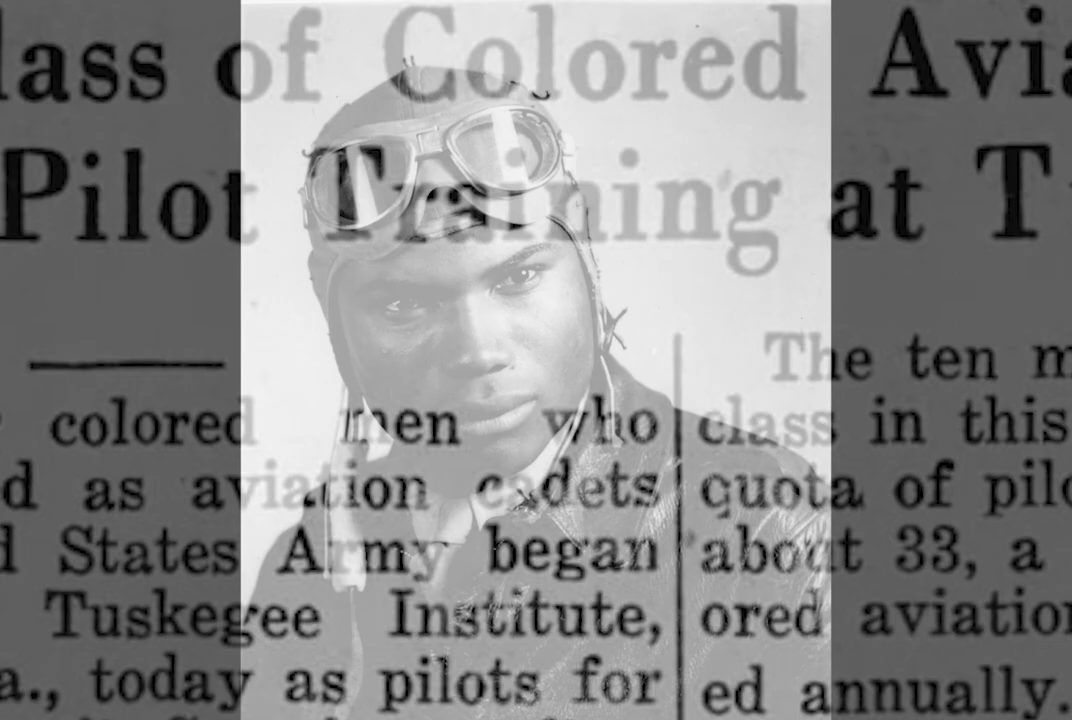 lass of Colored Avia
Pilot Training at T
colored men who
d as aviation cadets
d States Army began
Tuskegee Institute,
a., today as pilots for
The ten m
class in this
quota of pilo
about 33, a
ored aviation
ed annually.